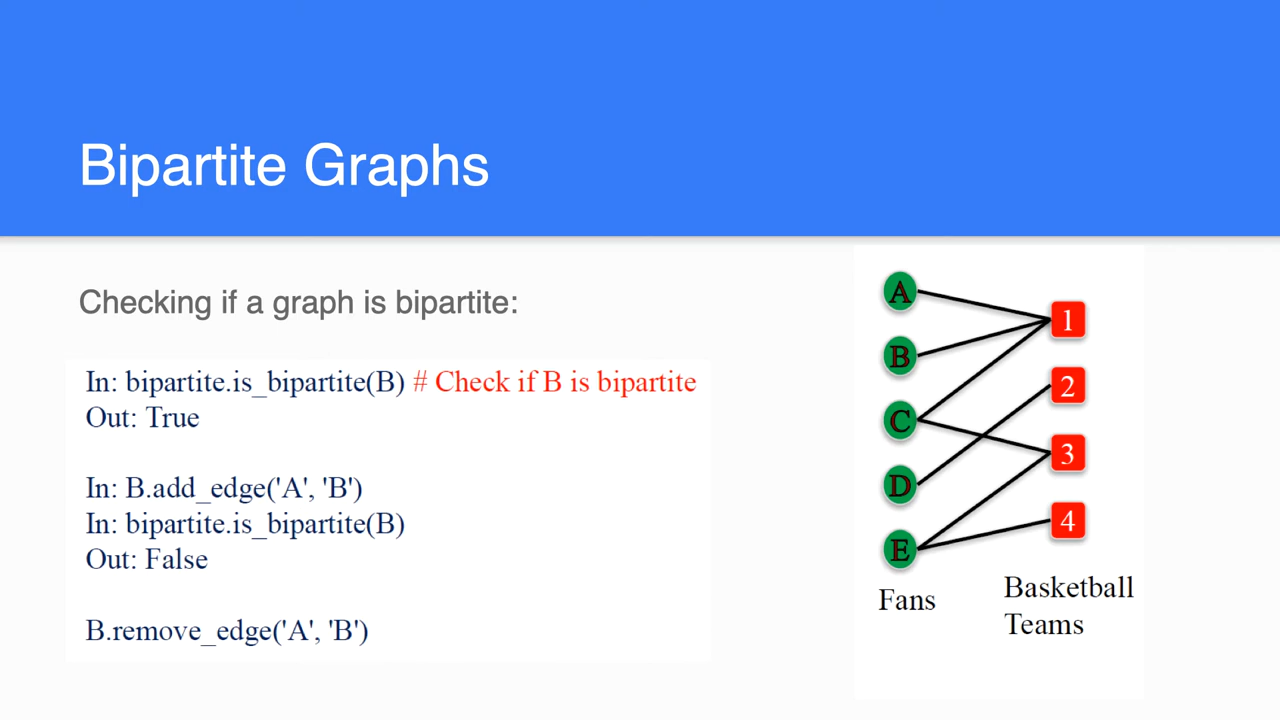 Bipartite Graphs
Checking if a graph is bipartite:
In: bipartite.is_bipartite(B) # Check if B is bipartite
Out: True
In: B.add_edge('A', 'B')
In: bipartite.is_bipartite(B)
Out: False
B.remove_edge('A', 'B')
A
B
C
D
E
1
2
3
4
Fans
Basketball
Teams